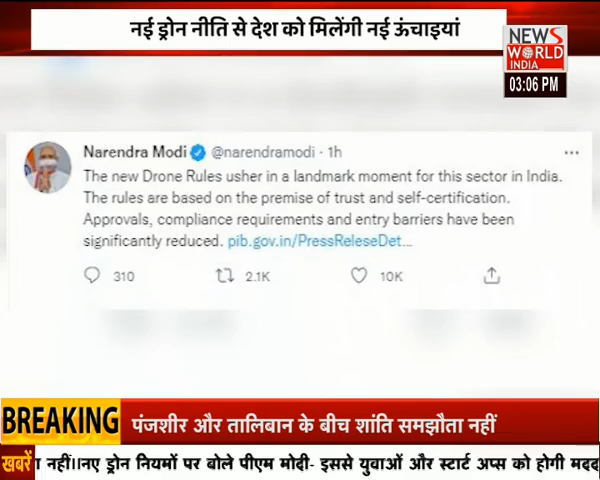 नई ड्रोन नीति से देश को मिलेंगी नई ऊंचाइयां
NEWS
WORLD
INDIA
03:06 PM
Narendra Modi @narendramodi · 1h
The new Drone Rules usher in a landmark moment for this sector in India.
The rules are based on the premise of trust and self-certification.
Approvals, compliance requirements and entry barriers have been
significantly reduced. pib.gov.in/PressReleseDet...
310 2.1K 10K
BREAKING पंजशीर और तालिबान के बीच शांति समझौता नहीं
खबरें नहीं।।नए ड्रोन नियमों पर बोले पीएम मोदी- इससे युवाओं और स्टार्ट अप्स को होगी मदद